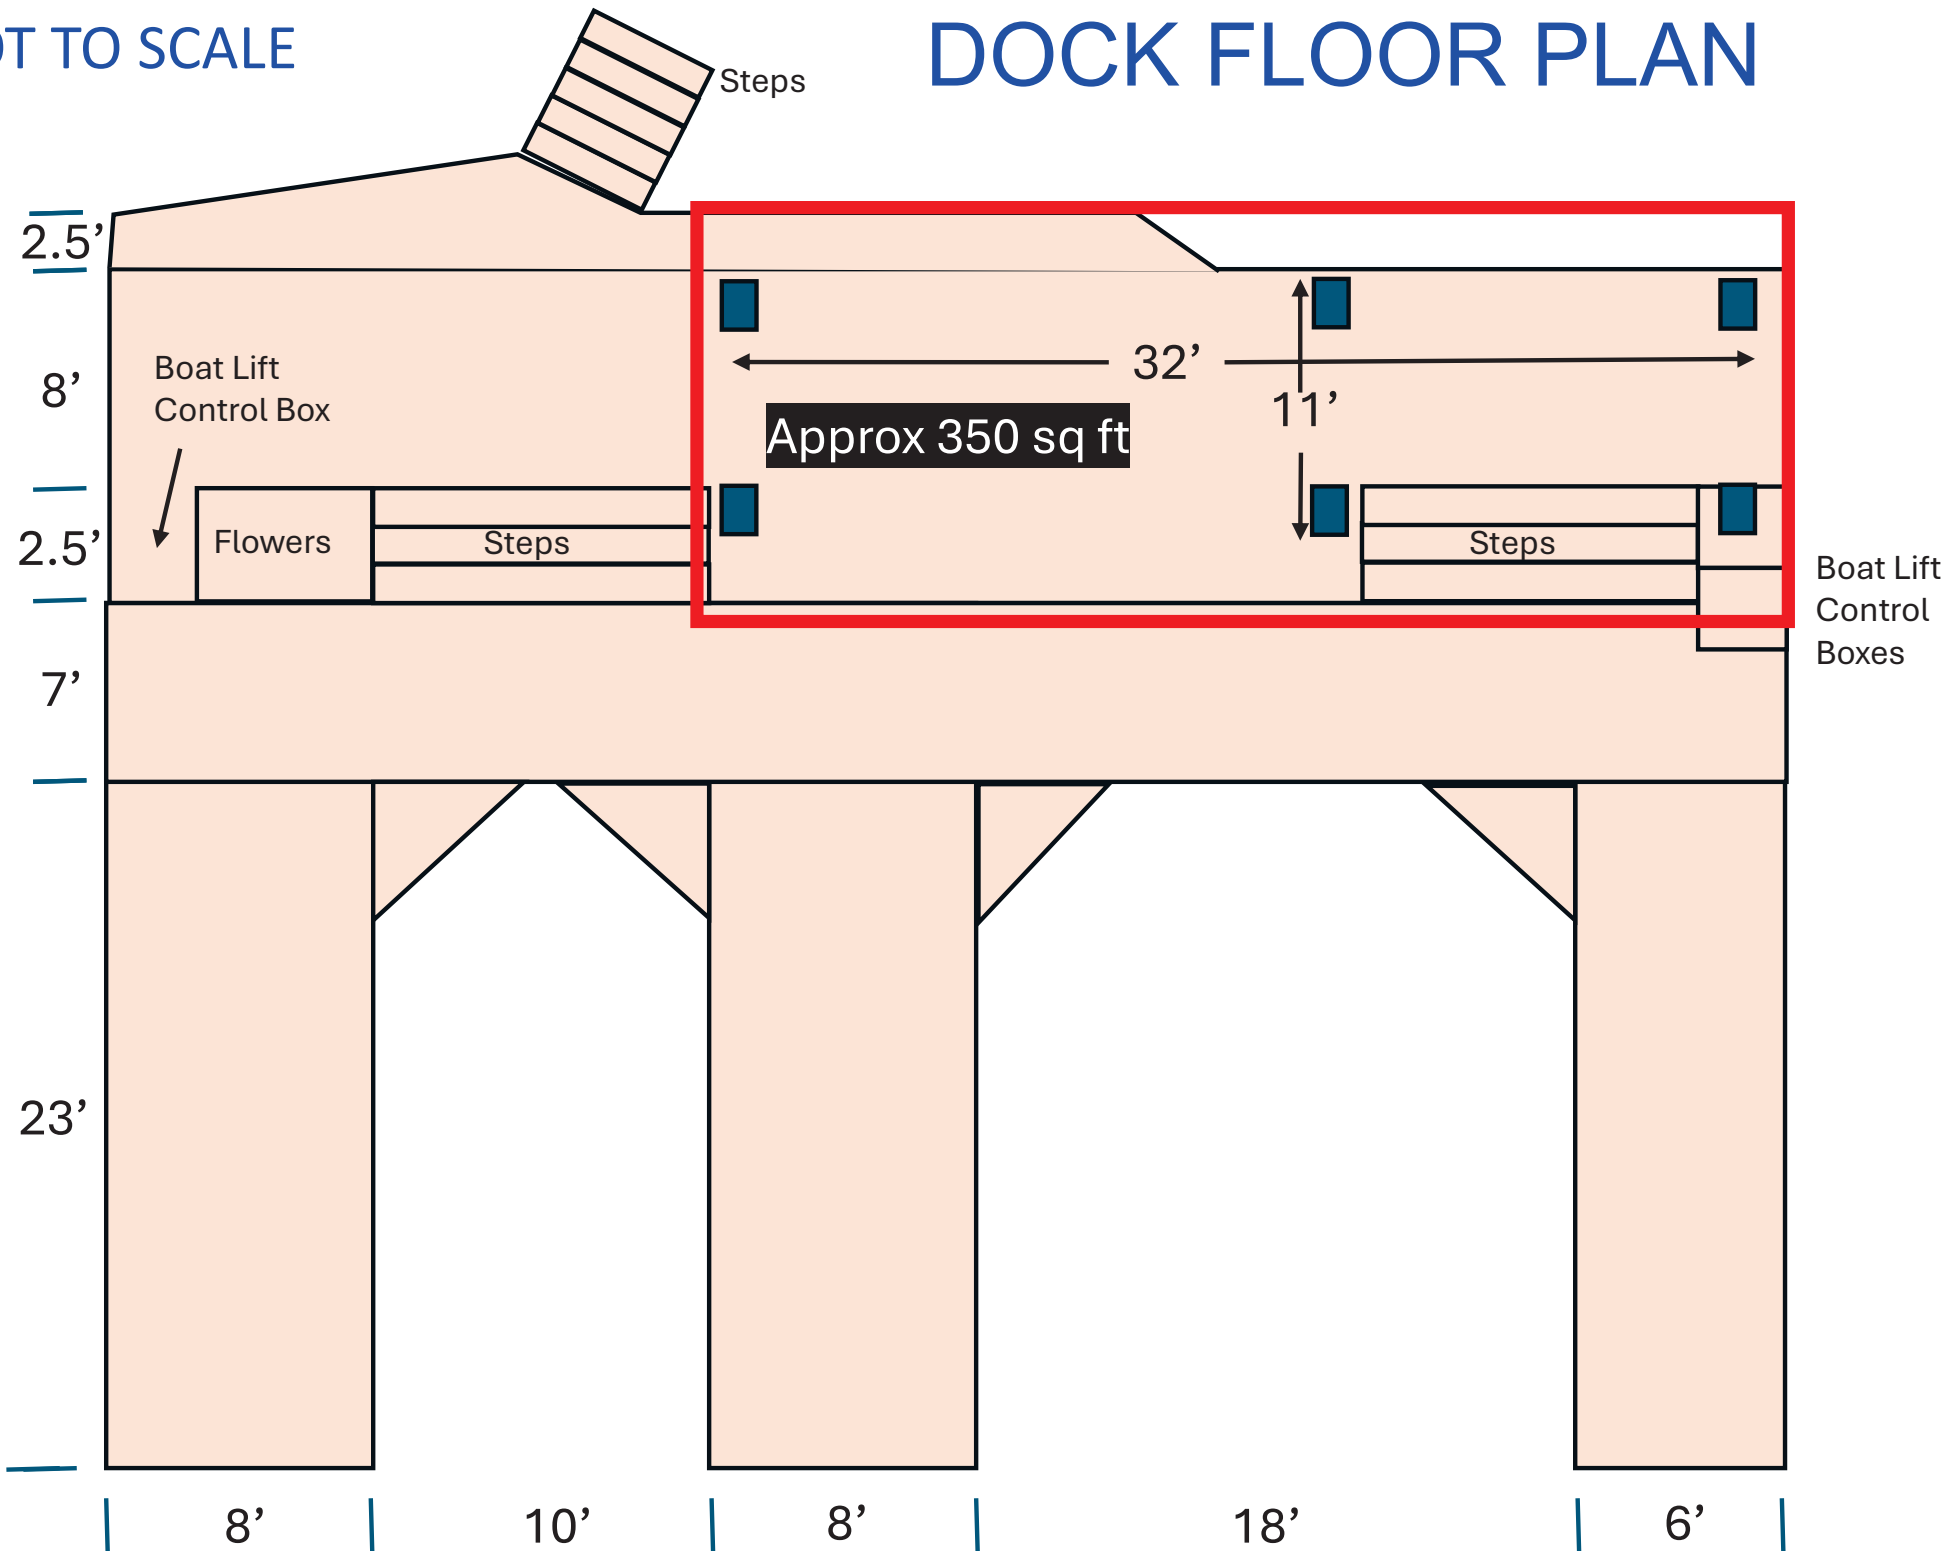 TO SCALE
DOCK FLOOR PLAN
Steps
2.5’
8’
Boat Lift
Control Box
32’
11’
Approx 350 sq ft
2.5’
Flowers
Steps
Steps
Boat Lift
Control
Boxes
7’
23’
8’
10’
8’
18’
6’